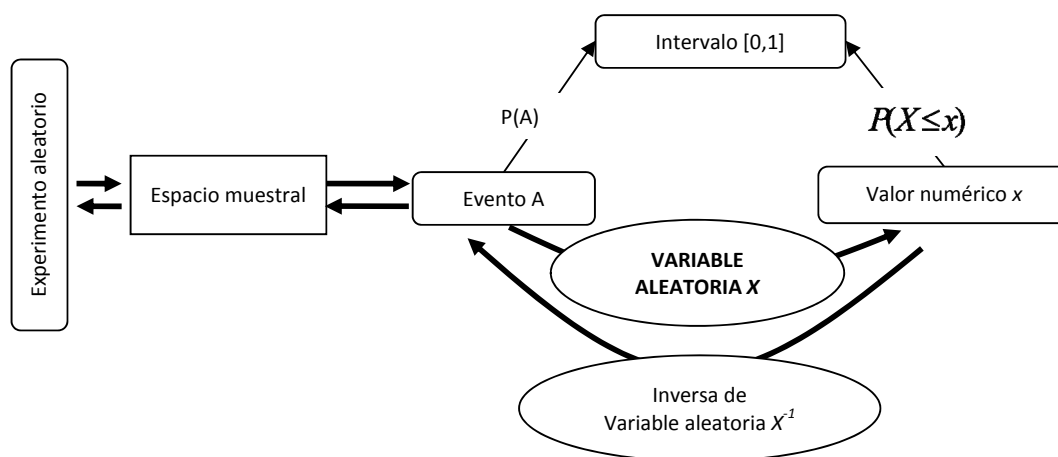 Experimento aleatorio
Espacio muestral
Evento A
P(A)
Intervalo [0,1]
P(X≤x)
Valor numérico x
VARIABLE
ALEATORIA X
Inversa de
Variable aleatoria X⁻¹